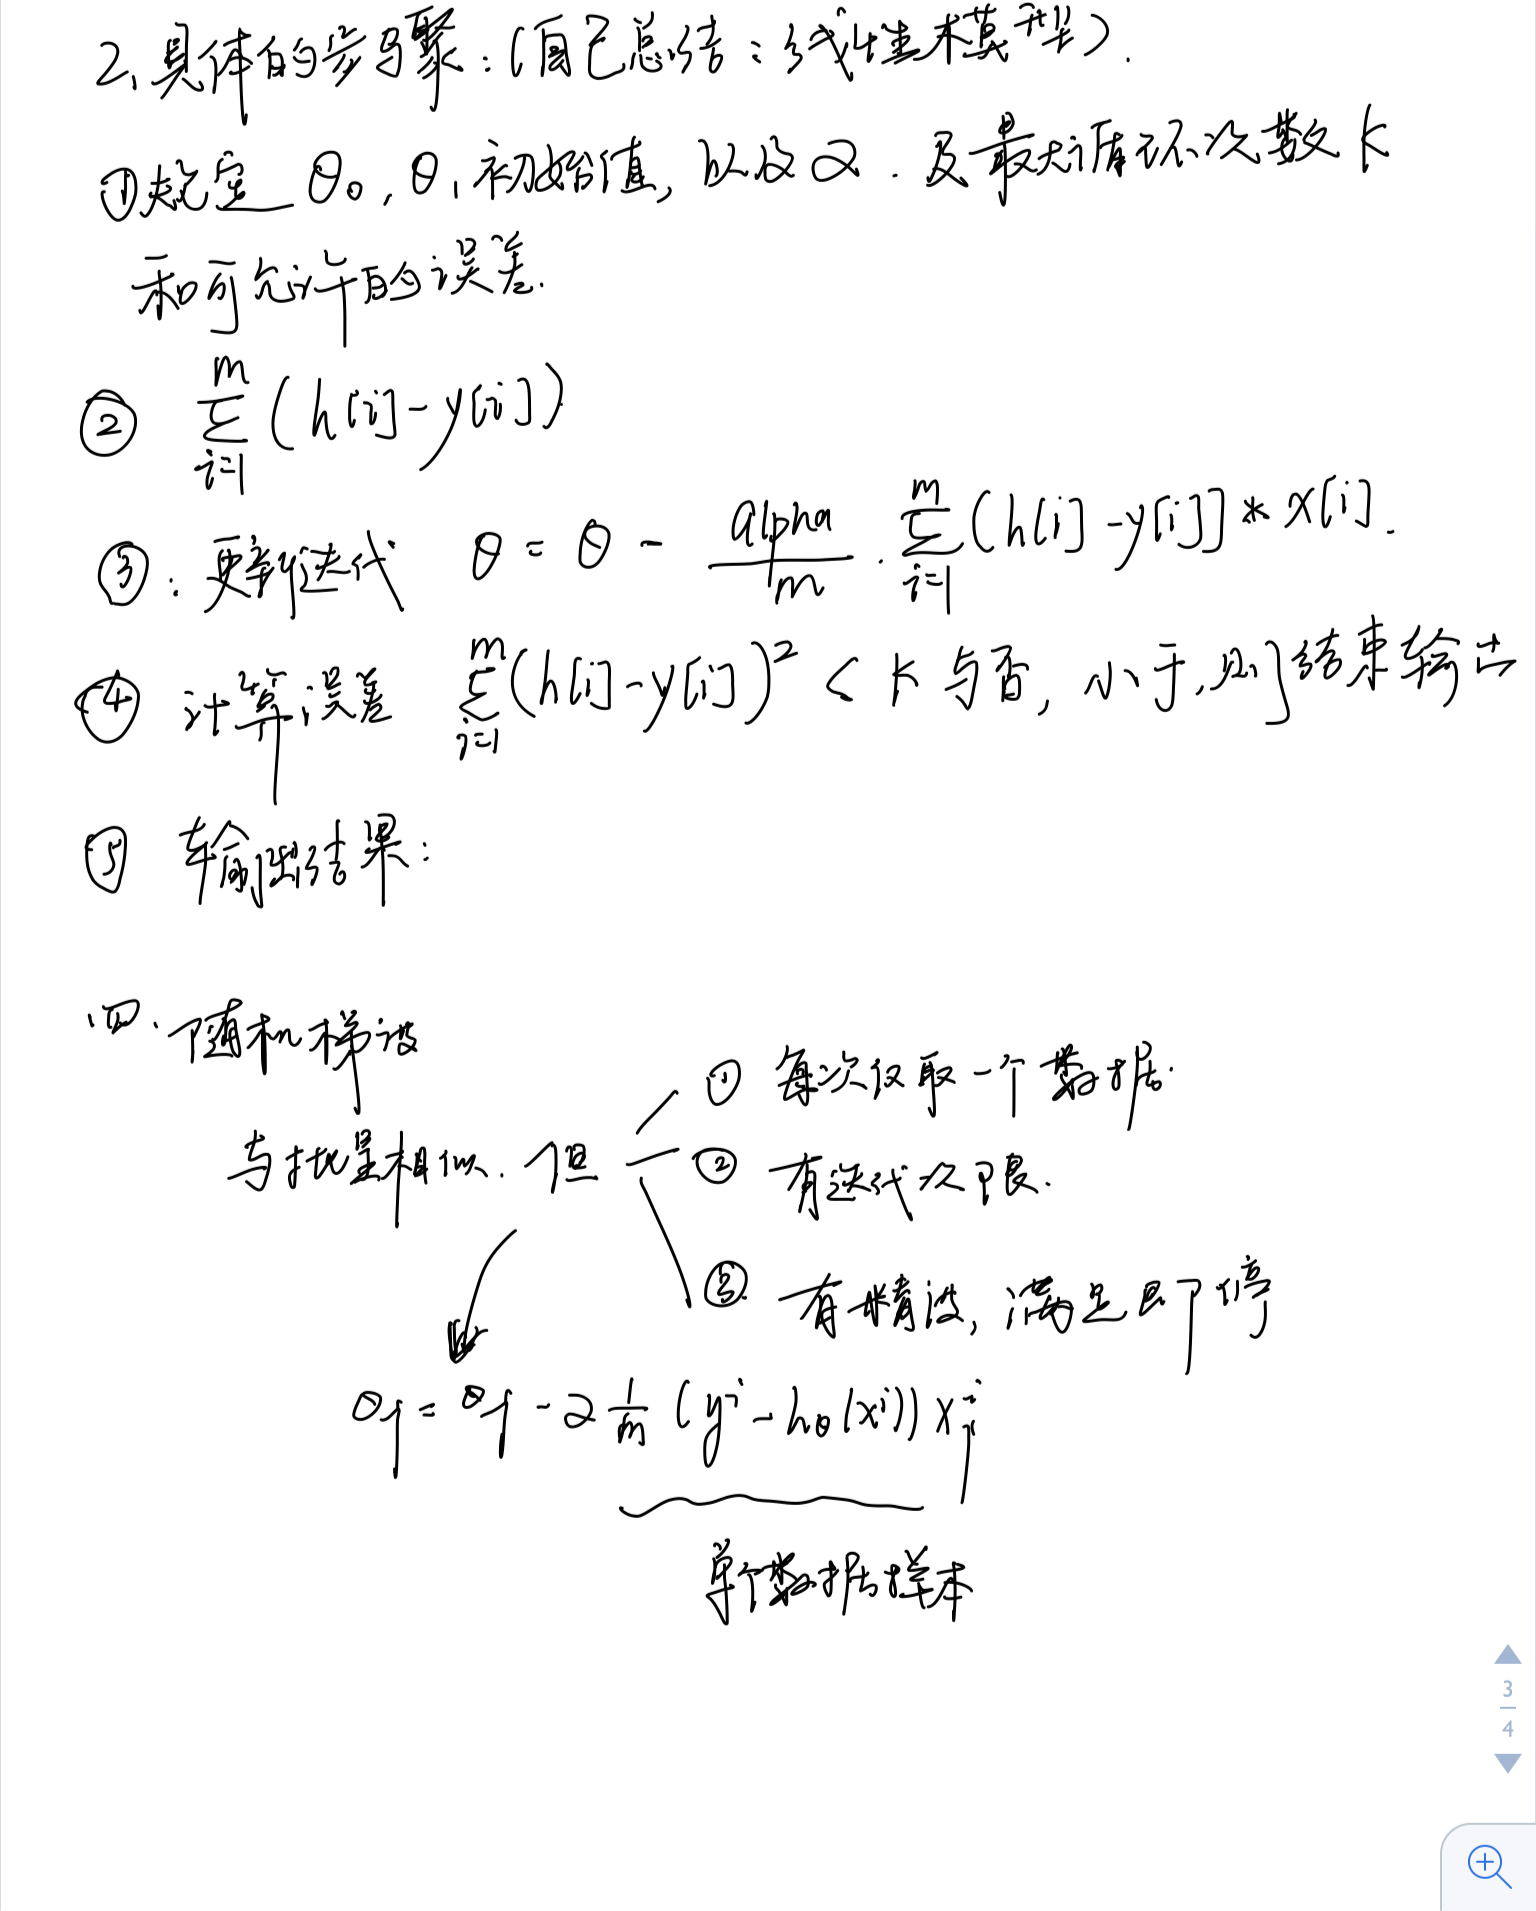 2、具体的步骤：（自己总结：线性模型）.
①规定 θ₀, θ₁初始值，以及α. 及最大循环次数 k
和可允许的误差.
② $\sum_{i=1}^{m}(h[i]-y[i])$
③：更新迭代 $\theta = \theta - \frac{alpha}{m} \cdot \sum_{i=1}^{m}(h[i]-y[i]] * x[i]$.
④ 计算误差 $\sum_{i=1}^{m}(h[i]-y[i])^2 < k$ 与否，小于，则结束输出
⑤ 输出结果：
四、随机梯度
与批量相似. 但
① 每次仅取一个数据.
② 有迭代次限.
③. 有精度，满足即停
$\theta_j = \theta_j - \alpha \frac{1}{m}(y^i - h_\theta(x^i)) x_j^i$
单个数据样本
3
4